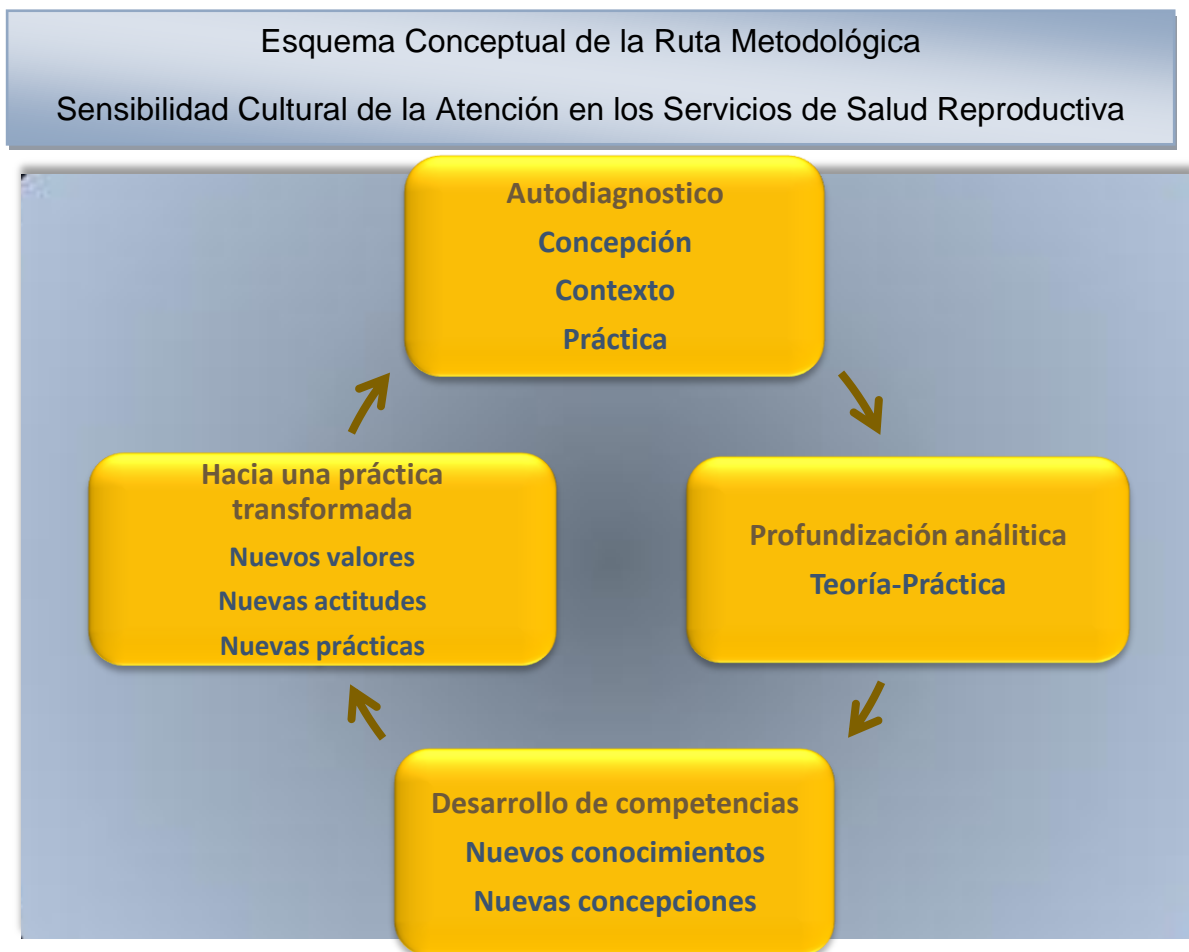 Esquema Conceptual de la Ruta Metodológica
Sensibilidad Cultural de la Atención en los Servicios de Salud Reproductiva
Autodiagnostico
Concepción
Contexto
Práctica
Hacia una práctica
transformada
Nuevos valores
Nuevas actitudes
Nuevas prácticas
Profundización análitica
Teoría-Práctica
Desarrollo de competencias
Nuevos conocimientos
Nuevas concepciones